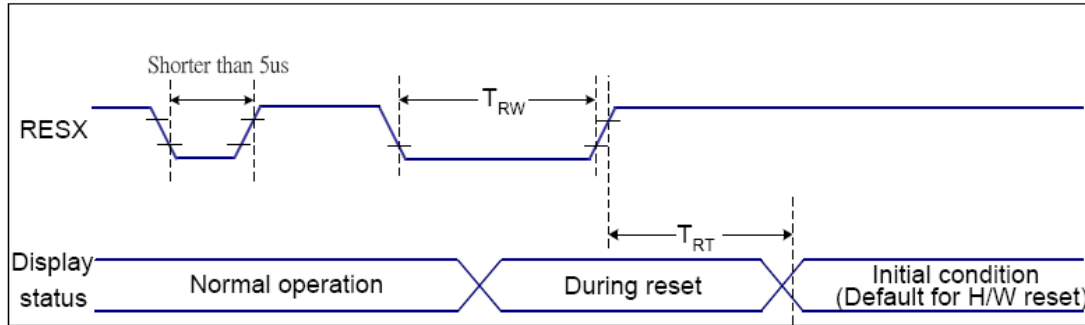 Shorter than 5us
TRW
RESX
TRT
Display
status
Normal operation
During reset
Initial condition
(Default for H/W reset)